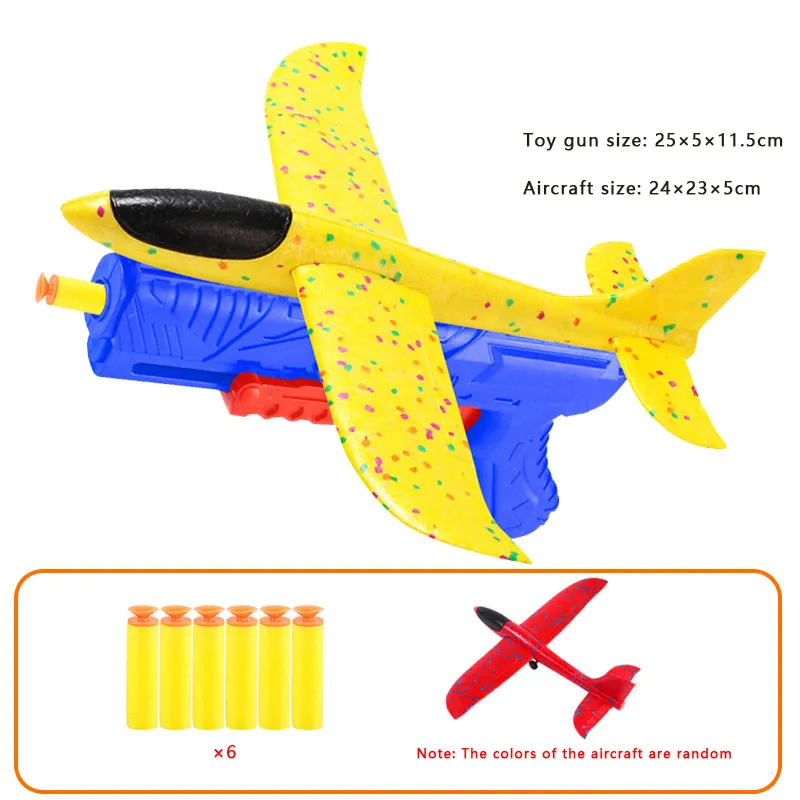 Toy gun size: 25×5×11.5cm
Aircraft size: 24×23×5cm
×6
Note: The colors of the aircraft are random